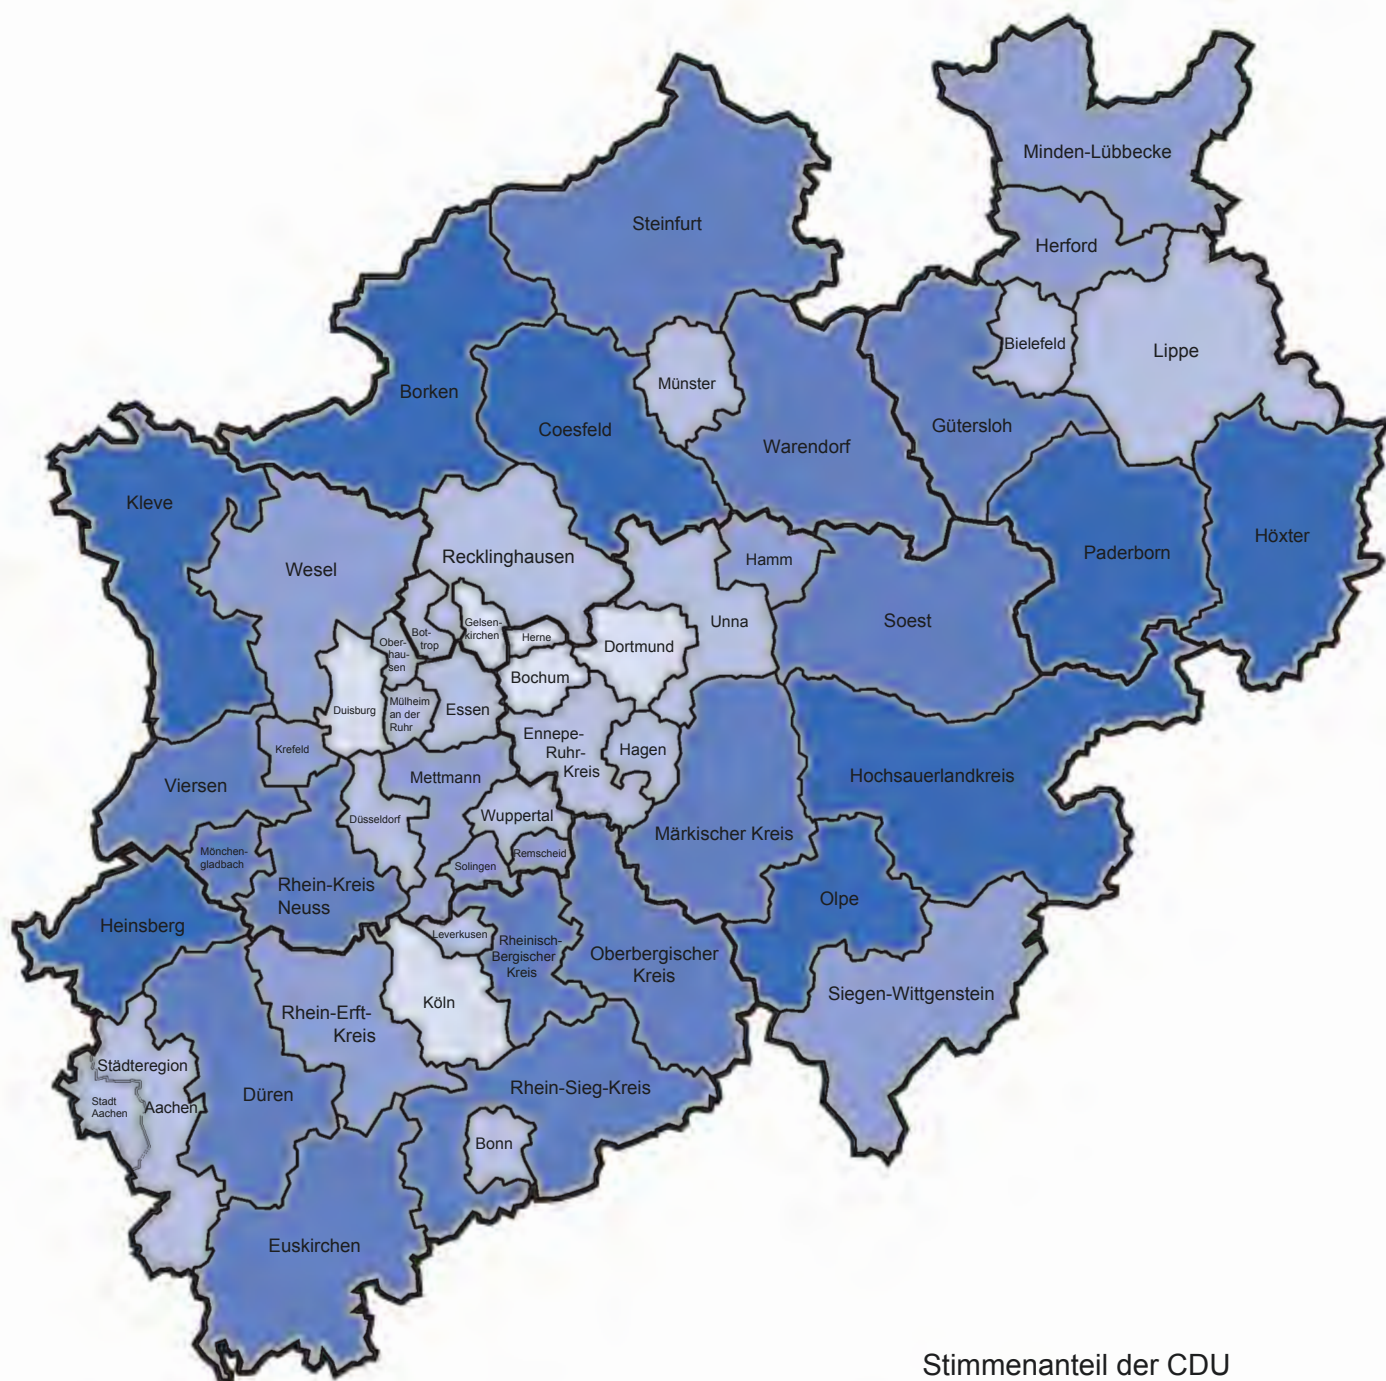 Minden-Lübbecke
Steinfurt
Herford
Bielefeld
Lippe
Münster
Borken
Coesfeld
Gütersloh
Warendorf
Kleve
Höxter
Paderborn
Recklinghausen
Hamm
Wesel
Soest
Unna
Gelsen-
kirchen
Bot-
trop
Herne
Dortmund
Ober-
hau-
sen
Bochum
Mülheim
an der
Ruhr
Essen
Duisburg
Ennepe-
Ruhr-
Kreis
Hagen
Krefeld
Hochsauerlandkreis
Mettmann
Viersen
Düsseldorf
Wuppertal
Märkischer Kreis
Mönchen-
gladbach
Remscheid
Solingen
Rhein-Kreis
Neuss
Olpe
Heinsberg
Leverkusen
Rheinisch-
Bergischer
Kreis
Oberbergischer
Kreis
Siegen-Wittgenstein
Köln
Rhein-Erft-
Kreis
Städteregion
Aachen
Stadt
Aachen
Düren
Rhein-Sieg-Kreis
Bonn
Euskirchen
Stimmenanteil der CDU